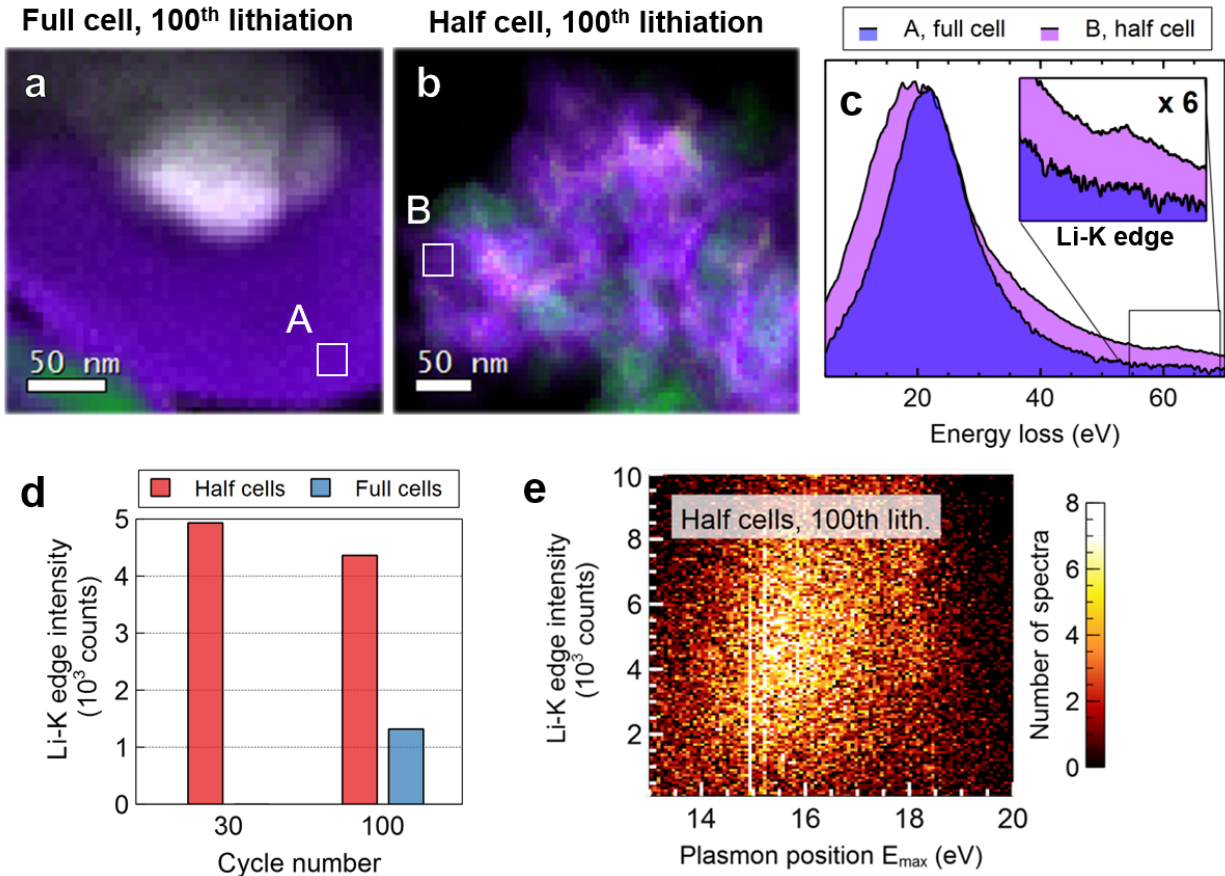 Full cell, 100th lithiation
Half cell, 100th lithiation
A, full cell
B, half cell
a
A
50 nm
b
B
50 nm
c
x 6
Li-K edge
20
40
60
Energy loss (eV)
d
Half cells
Full cells
Li-K edge intensity
(10³ counts)
5
4
3
2
1
0
30
100
Cycle number
e
Half cells, 100th lith.
Li-K edge intensity
(10³ counts)
10
8
6
4
2
14
16
18
20
Plasmon position Emax (eV)
Number of spectra
8
6
4
2
0